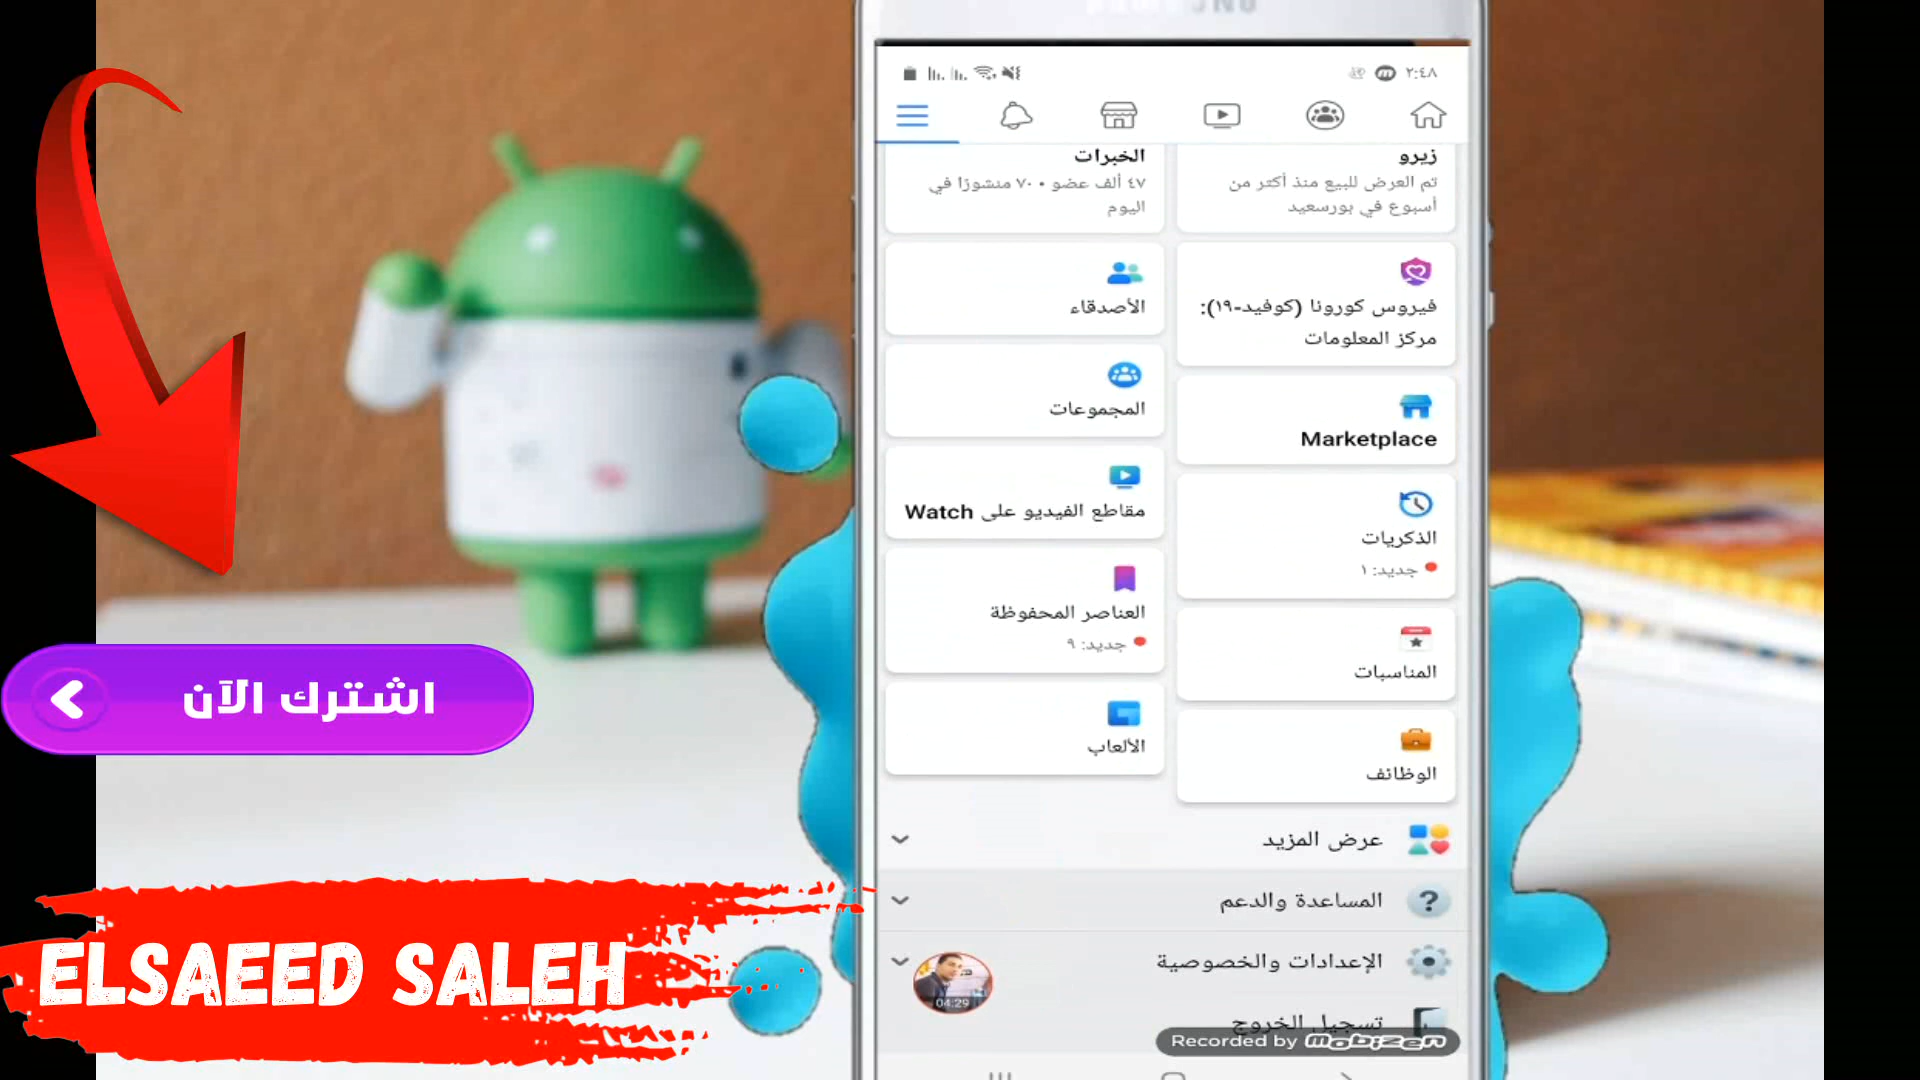 ٢:٤٨
زيرو
تم العرض للبيع منذ أكثر من
أسبوع في بورسعيد
الخبرات
٤٧ ألف عضو • ٧٠ منشورًا في
اليوم
فيروس كورونا (كوفيد-١٩):
مركز المعلومات
الأصدقاء
Marketplace
المجموعات
الذكريات
جديد: ١
مقاطع الفيديو على Watch
المناسبات
العناصر المحفوظة
جديد: ٩
الوظائف
الألعاب
عرض المزيد
المساعدة والدعم
الإعدادات والخصوصية
تسجيل الخروج
04:29
Recorded by mobizen
اشترك الآن
ELSAEED SALEH